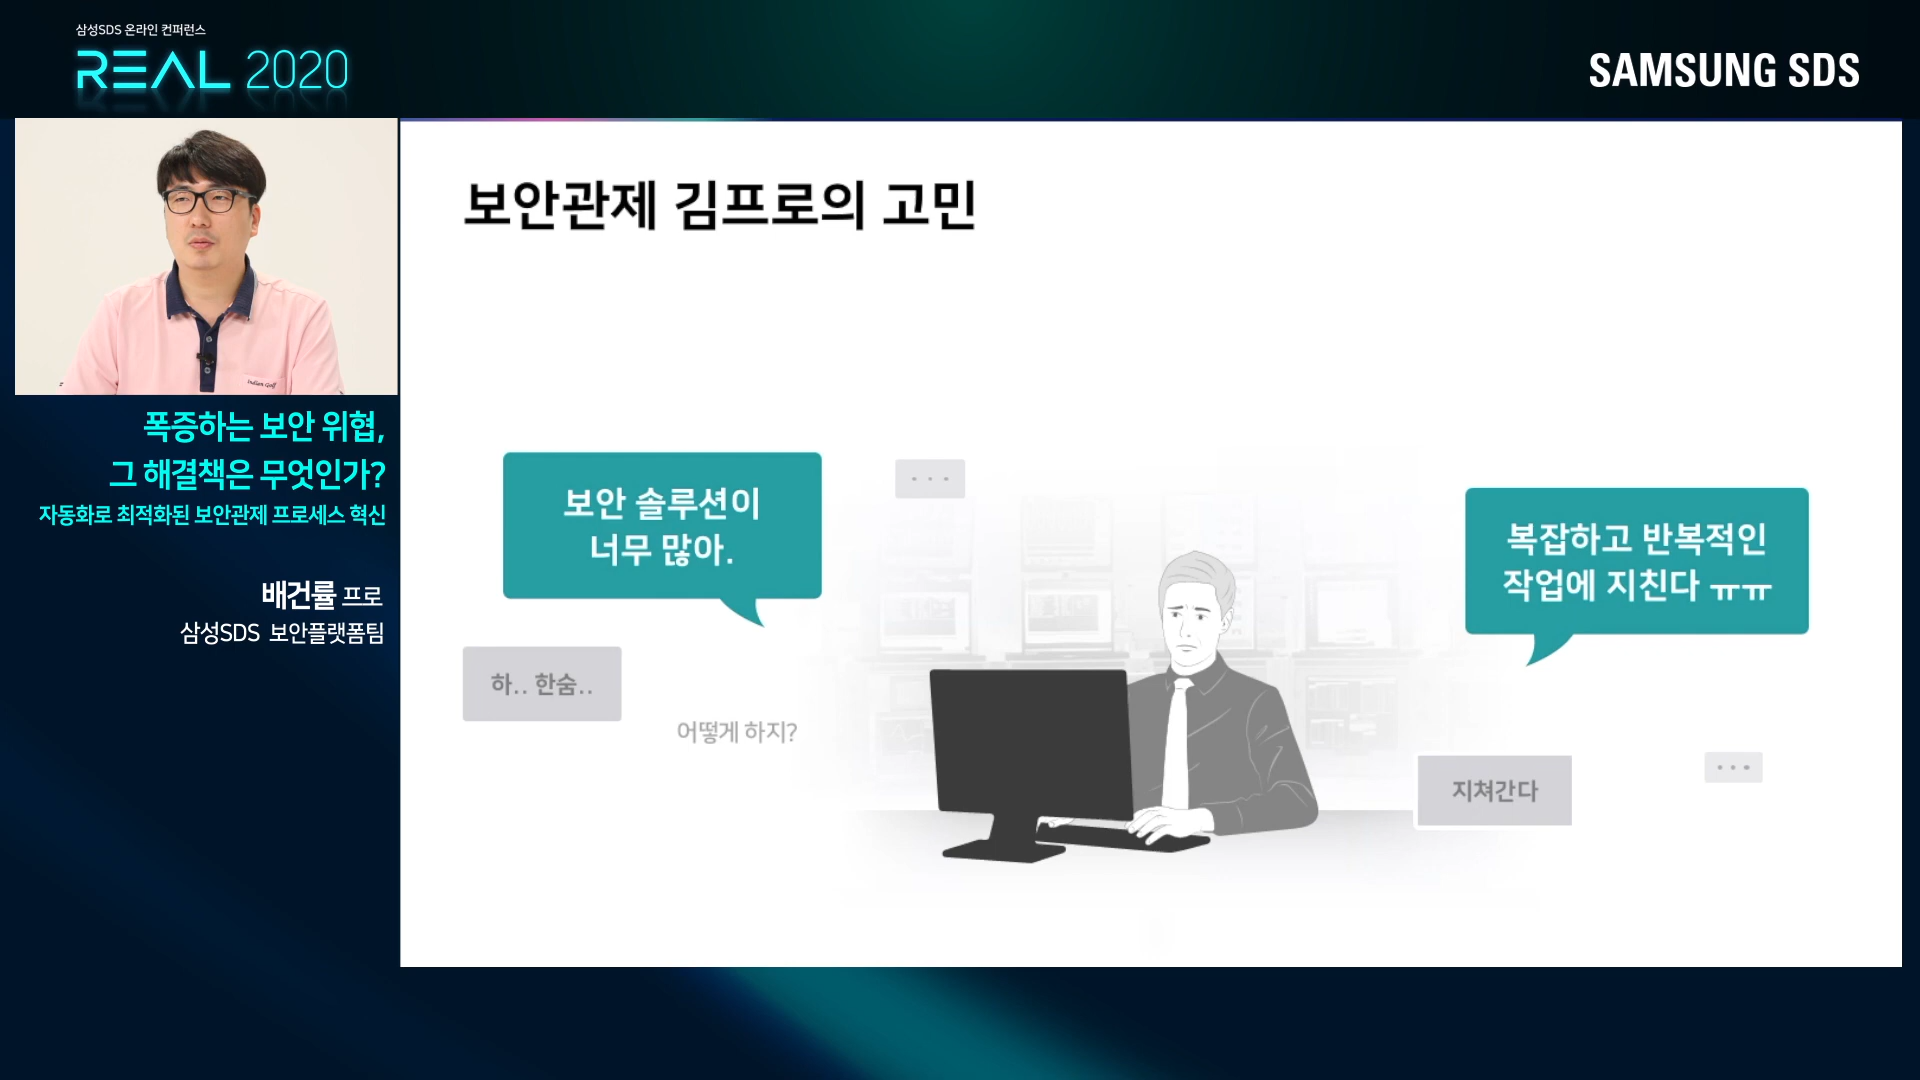 삼성SDS 온라인 컨퍼런스
REAL 2020
SAMSUNG SDS
Indian Golf
폭증하는 보안 위협,
그 해결책은 무엇인가?
자동화로 최적화된 보안관제 프로세스 혁신
배건률 프로
삼성SDS 보안플랫폼팀
보안관제 김프로의 고민
보안 솔루션이
너무 많아.
...
복잡하고 반복적인
작업에 지친다 ㅠㅠ
하.. 한숨..
어떻게 하지?
지쳐간다
...